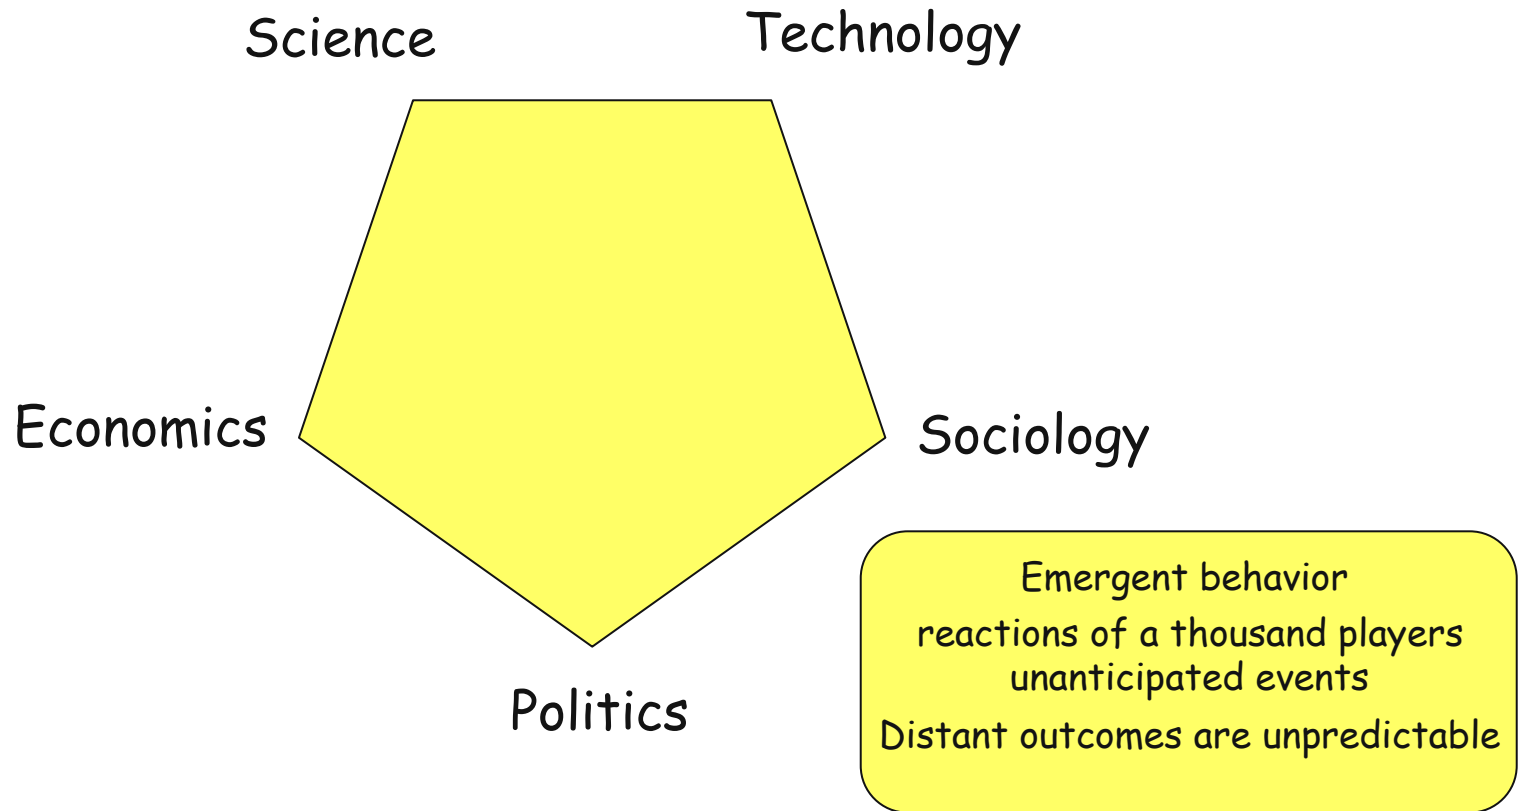 Science
Technology
Economics
Sociology
Politics
Emergent behavior
reactions of a thousand players
unanticipated events
Distant outcomes are unpredictable